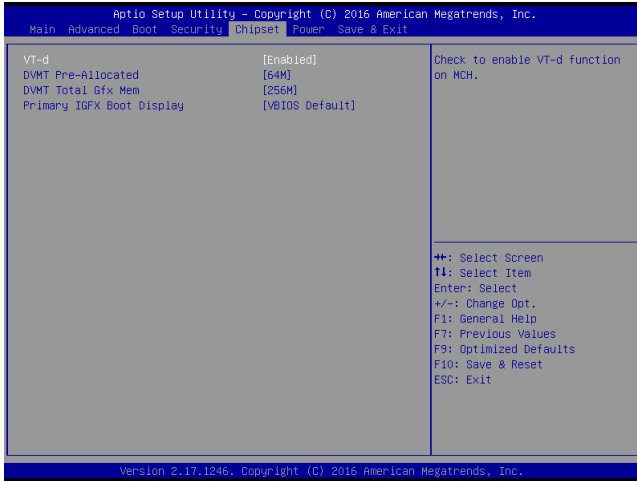 Aptio Setup Utility – Copyright (C) 2016 American Megatrends, Inc.
Main Advanced Boot Security Chipset Power Save & Exit
VT-d [Enabled]
DVMT Pre-Allocated [64M]
DVMT Total Gfx Mem [256M]
Primary IGFX Boot Display [VBIOS Default]
Check to enable VT-d function
on MCH.
→←: Select Screen
↑↓: Select Item
Enter: Select
+/-: Change Opt.
F1: General Help
F7: Previous Values
F9: Optimized Defaults
F10: Save & Reset
ESC: Exit
Version 2.17.1246. Copyright (C) 2016 American Megatrends, Inc.